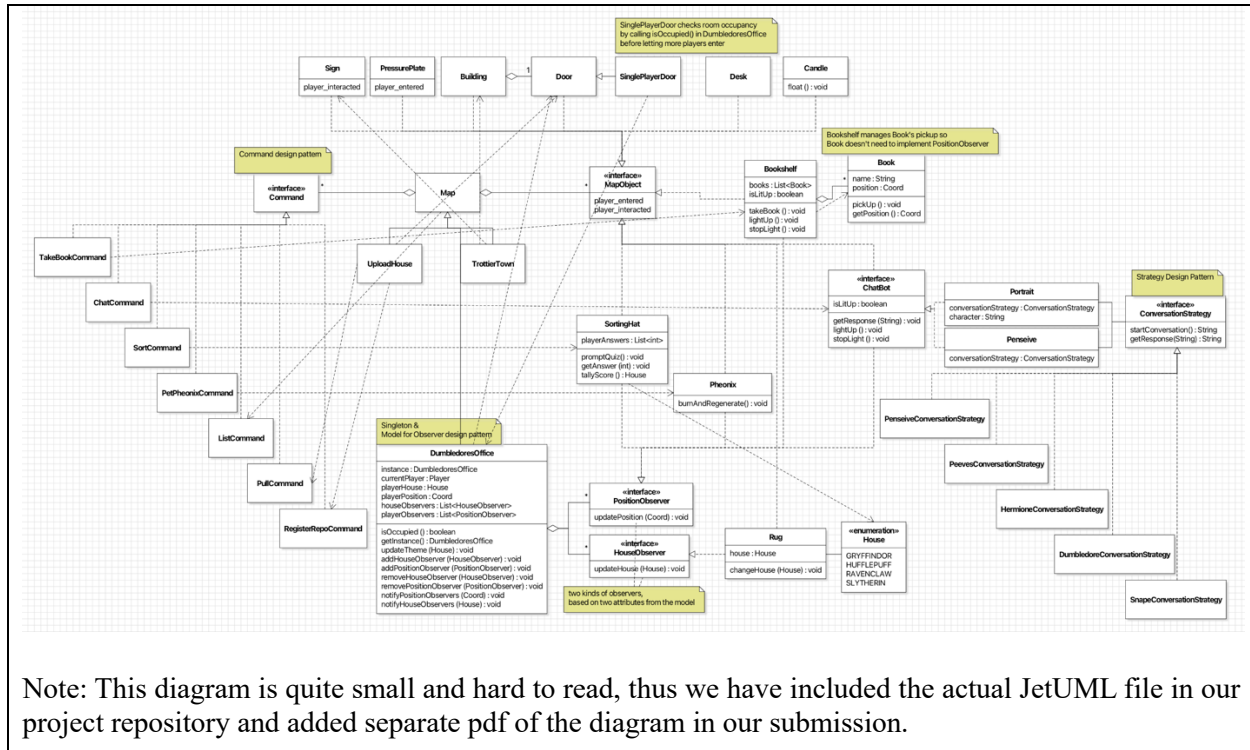 SinglePlayerDoor checks room occupancy
by calling isOccupied() in DumbledoresOffice
before letting more players enter
Sign
player_interacted
PressurePlate
player_entered
Building
1
Door
SinglePlayerDoor
Desk
Candle
float () : void
Bookshelf manages Book's pickup so
Book doesn't need to implement PositionObserver
Command design pattern
«interface»
Command
*
Map
*
«interface»
MapObject
player_entered
player_interacted
Bookshelf
books : List<Book>
isLitUp : boolean
takeBook () : void
lightUp () : void
stopLight () : void
*
Book
name : String
position : Coord
pickUp () : void
getPosition () : Coord
TakeBookCommand
UploadHouse
TrottierTown
ChatCommand
«interface»
ChatBot
isLitUp : boolean
getResponse (String) : void
lightUp () : void
stopLight () : void
Portrait
conversationStrategy : ConversationStrategy
character : String
Penseive
conversationStrategy : ConversationStrategy
Strategy Design Pattern
«interface»
ConversationStrategy
startConversation() : String
getResponse(String) : String
SortCommand
SortingHat
playerAnswers : List<int>
promptQuiz() : void
getAnswer (int) : void
tallyScore () : House
PetPheonixCommand
Pheonix
burnAndRegenerate() : void
PenseiveConversationStrategy
ListCommand
Singleton &
Model for Observer design pattern
DumbledoresOffice
instance : DumbledoresOffice
currentPlayer : Player
playerHouse : House
playerPosition : Coord
houseObservers : List<HouseObserver>
playerObservers : List<PositionObserver>
isOccupied () : boolean
getInstance() : DumbledoresOffice
updateTheme (House) : void
addHouseObserver (HouseObserver) : void
addPositionObserver (PositionObserver) : void
removeHouseObserver (HouseObserver) : void
removePositionObserver (PositionObserver) : void
notifyPositionObservers (Coord) : void
notifyHouseObservers (House) : void
PeevesConversationStrategy
PullCommand
*
«interface»
PositionObserver
updatePosition (Coord) : void
HermioneConversationStrategy
RegisterRepoCommand
*
«interface»
HouseObserver
updateHouse (House) : void
Rug
house : House
changeHouse (House) : void
«enumeration»
House
GRYFFINDOR
HUFFLEPUFF
RAVENCLAW
SLYTHERIN
DumbledoreConversationStrategy
two kinds of observers,
based on two attributes from the model
SnapeConversationStrategy
Note: This diagram is quite small and hard to read, thus we have included the actual JetUML file in our
project repository and added separate pdf of the diagram in our submission.